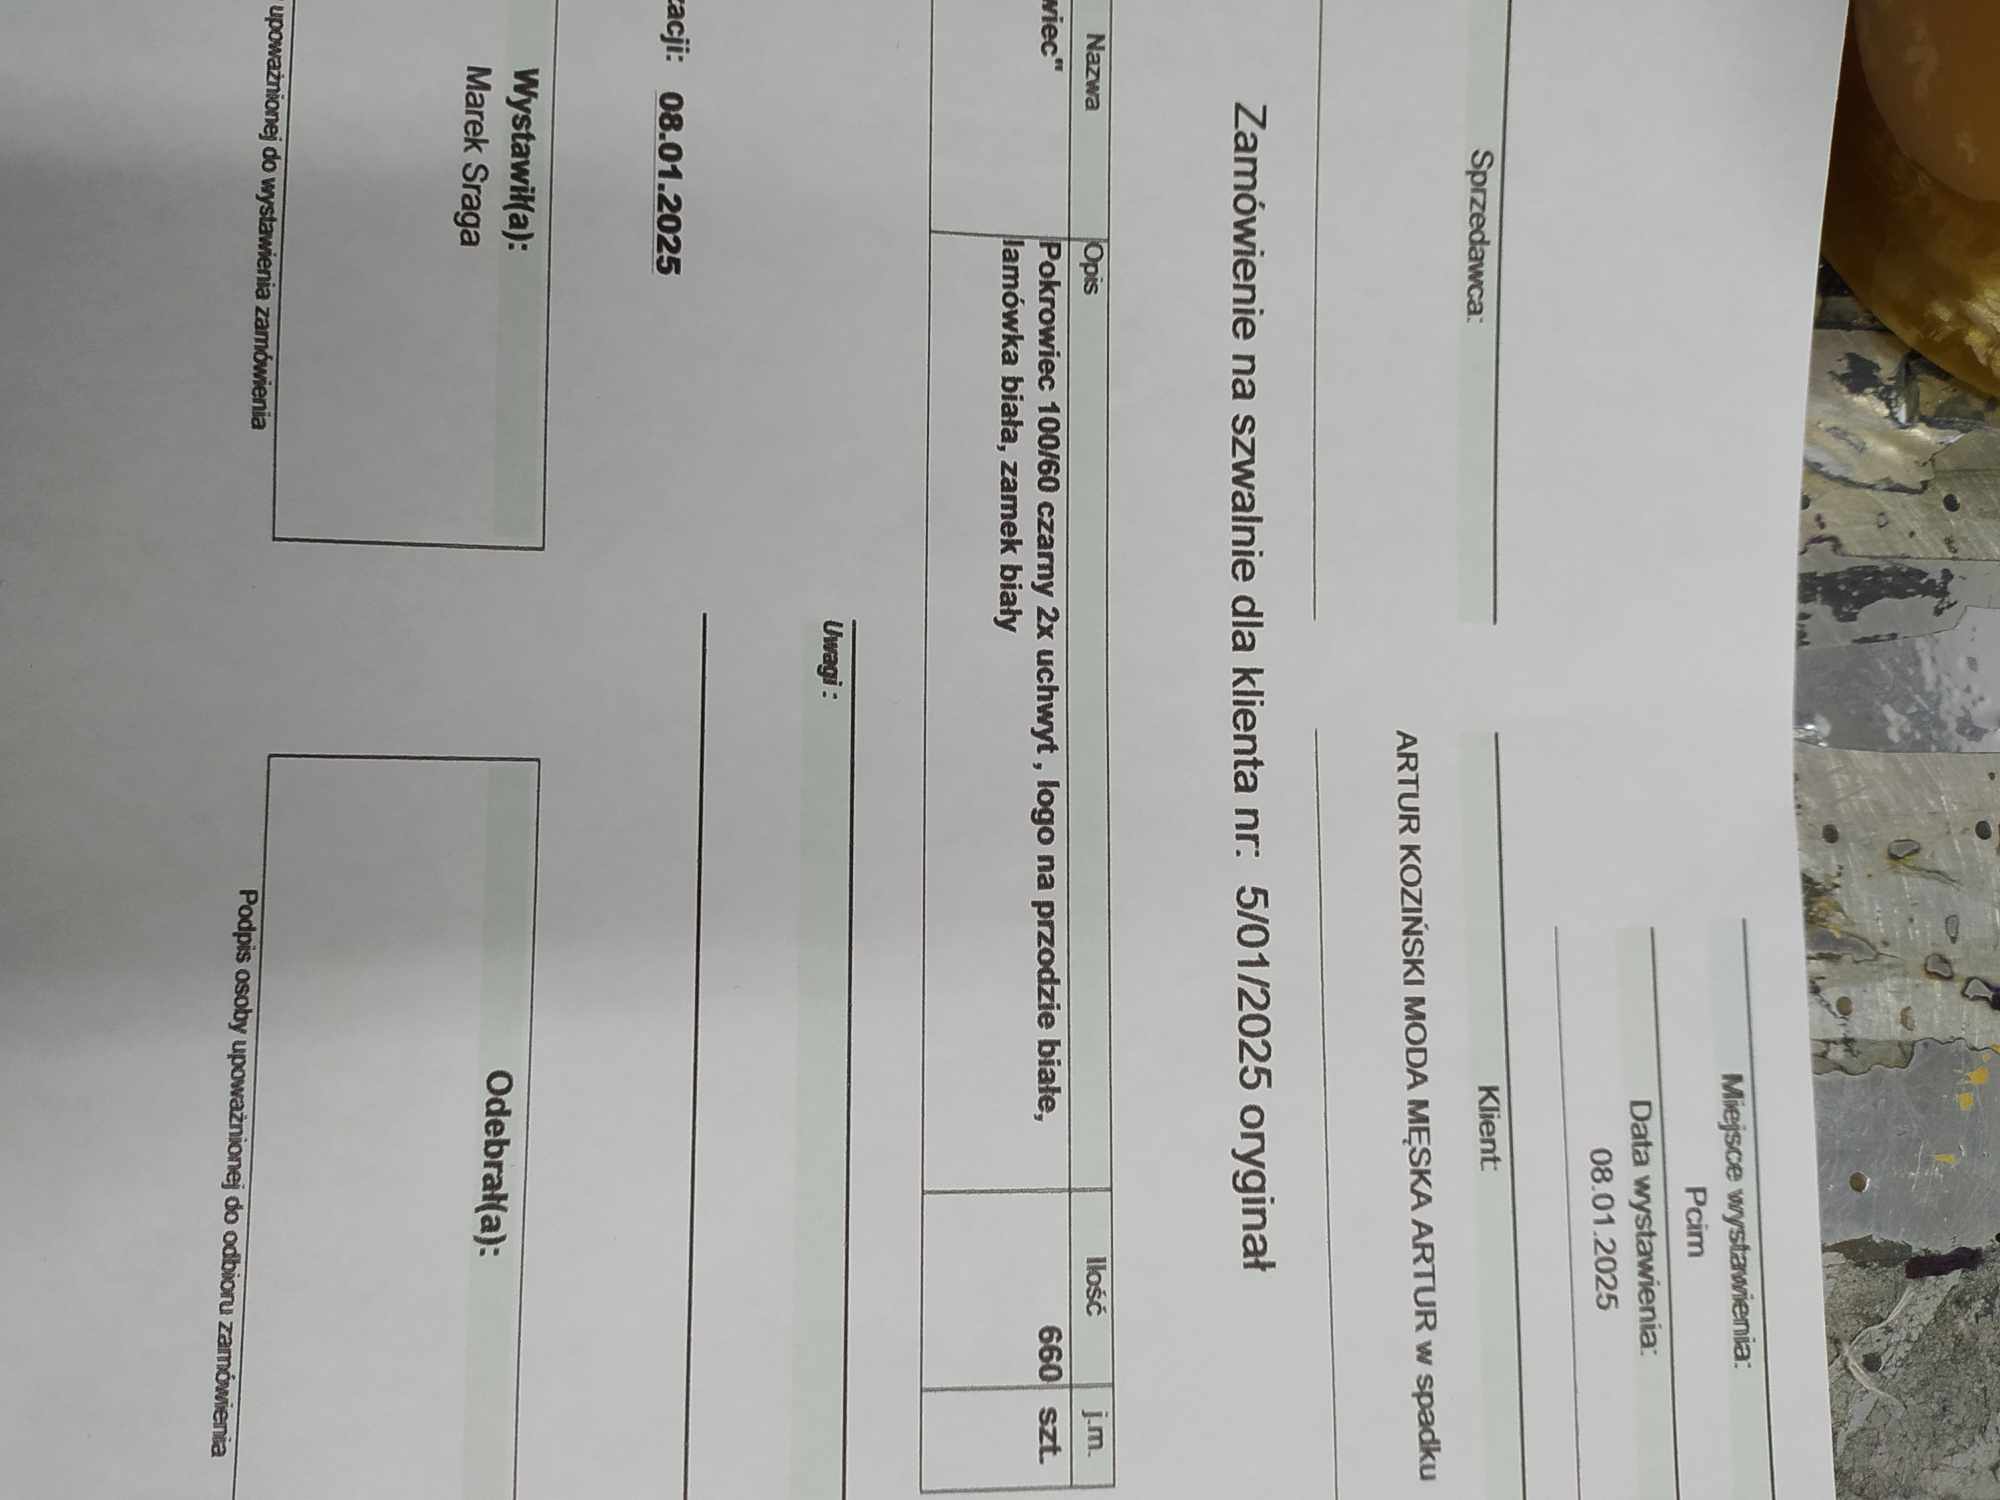 Miejsce wystawienia:
Pcim
Data wystawienia:
08.01.2025
Sprzedawca:
Klient:
ARTUR KOZIŃSKI MODA MĘSKA ARTUR w spadku
Zamówienie na szwalnie dla klienta nr: 5/01/2025 oryginał
Nazwa Opis Ilość j.m.
wiec" Pokrowiec 100/60 czarny 2x uchwyt , logo na przodzie białe, 660 szt.
lamówka biała, zamek biały
Uwagi :
acji: 08.01.2025
Wystawił(a): Odebrał(a):
Marek Sraga
upoważnionej do wystawienia zamówienia
Podpis osoby upoważnionej do odbioru zamówienia